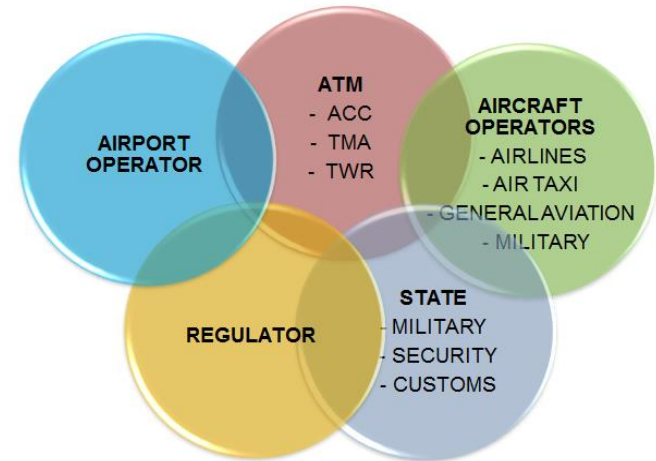 AIRPORT
OPERATOR
ATM
- ACC
- TMA
- TWR
AIRCRAFT
OPERATORS
- AIRLINES
- AIR TAXI
- GENERAL AVIATION
- MILITARY
REGULATOR
STATE
- MILITARY
- SECURITY
- CUSTOMS